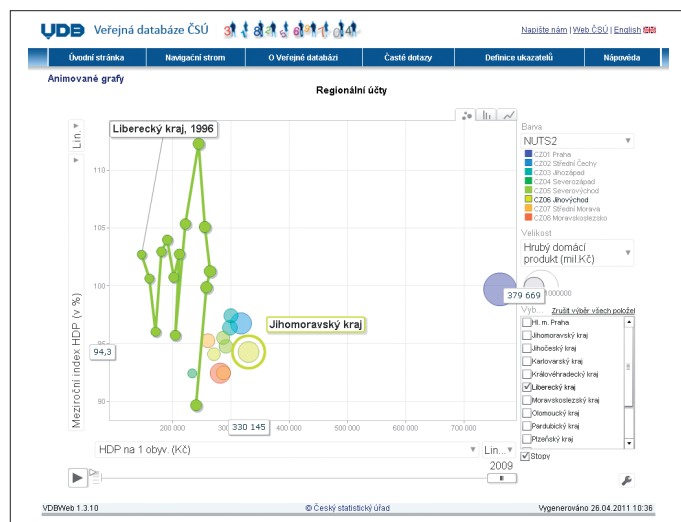 UDB Veřejná databáze ČSÚ
Napište nám | Web ČSÚ | English
Úvodní stránka Navigační strom O Veřejné databázi Časté dotazy Definice ukazatelů Nápověda
Animované grafy
Regionální účty
Lin.
Liberecký kraj, 1996
Barva
NUTS2
CZ01 Praha
CZ02 Střední Čechy
CZ03 Jihozápad
CZ04 Severozápad
CZ05 Severovýchod
CZ06 Jihovýchod
CZ07 Střední Morava
CZ08 Moravskoslezsko
Velikost
Hrubý domácí
produkt (mil.Kč)
1000000
379 669
Výb... Zrušit výběr všech polože
Hl. m. Praha
Jihomoravský kraj
Jihočeský kraj
Karlovarský kraj
Královéhradecký kraj
Liberecký kraj
Moravskoslezský kraj
Olomoucký kraj
Pardubický kraj
Plzeňský kraj
Stopy
110
105
100
95
90
Meziroční index HDP (v %)
94,3
Jihomoravský kraj
200 000 300 000 400 000 500 000 600 000 700 000
330 145
HDP na 1 obyv. (Kč) Lin...
2009
VDBWeb 1.3.10 © Český statistický úřad Vygenerováno 26.04.2011 10:36